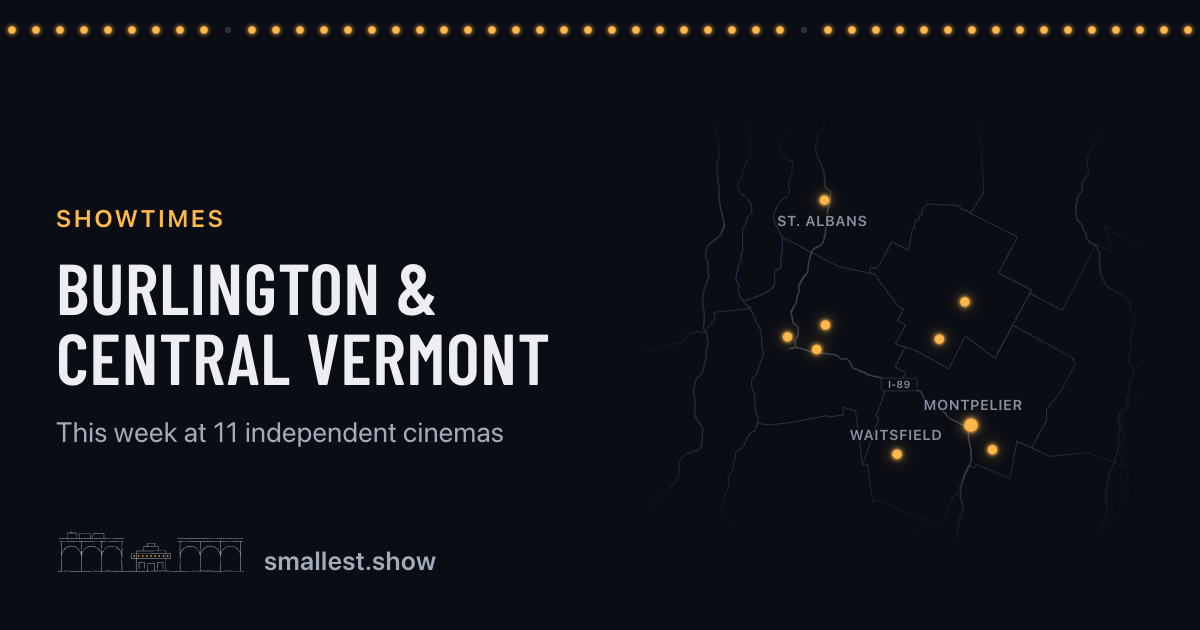 SHOWTIMES
BURLINGTON &
CENTRAL VERMONT
This week at 11 independent cinemas
smallest.show
ST. ALBANS
I-89
MONTPELIER
WAITSFIELD